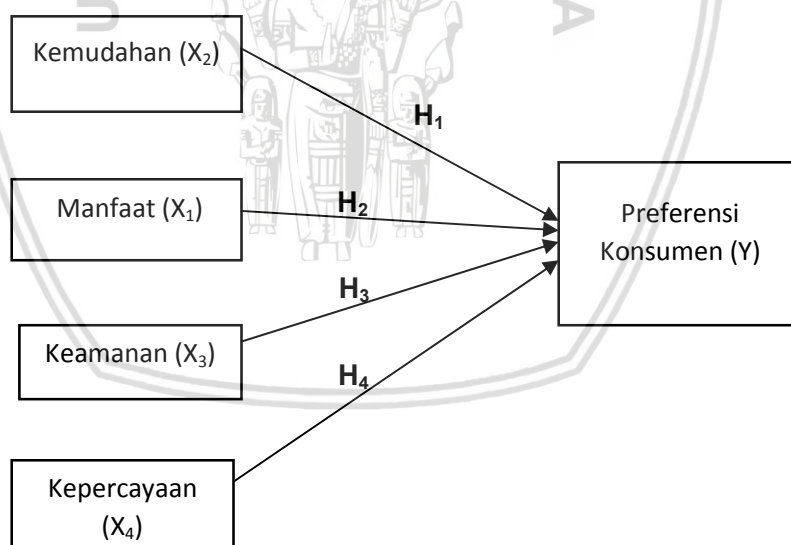 Kemudahan (X₂)
H₁
Manfaat (X₁)
H₂
Preferensi
Konsumen (Y)
H₃
Keamanan (X₃)
H₄
Kepercayaan
(X₄)
U
A